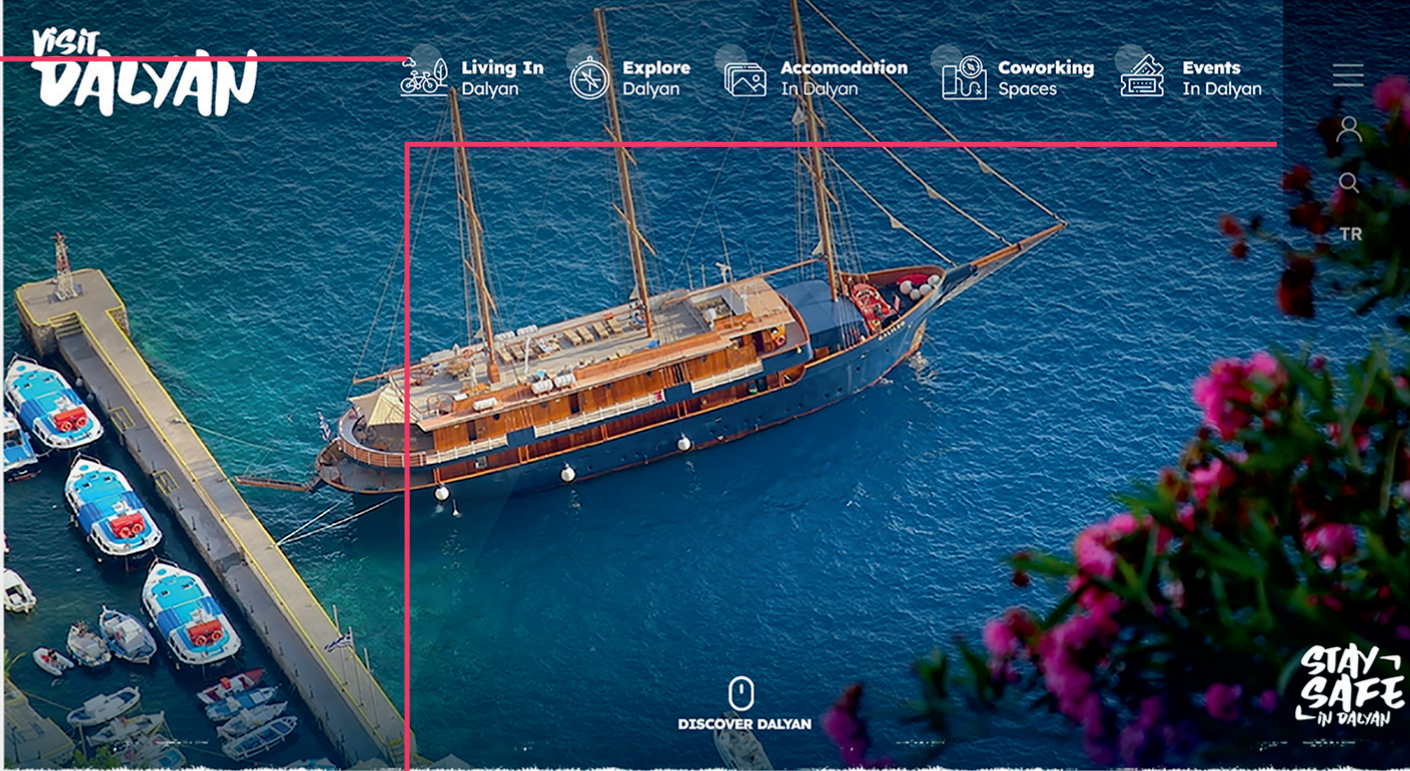 VISIT
DALYAN
Living In
Dalyan
Explore
Dalyan
Accomodation
In Dalyan
Coworking
Spaces
Events
In Dalyan
TR
DISCOVER DALYAN
STAY
SAFE
IN DALYAN